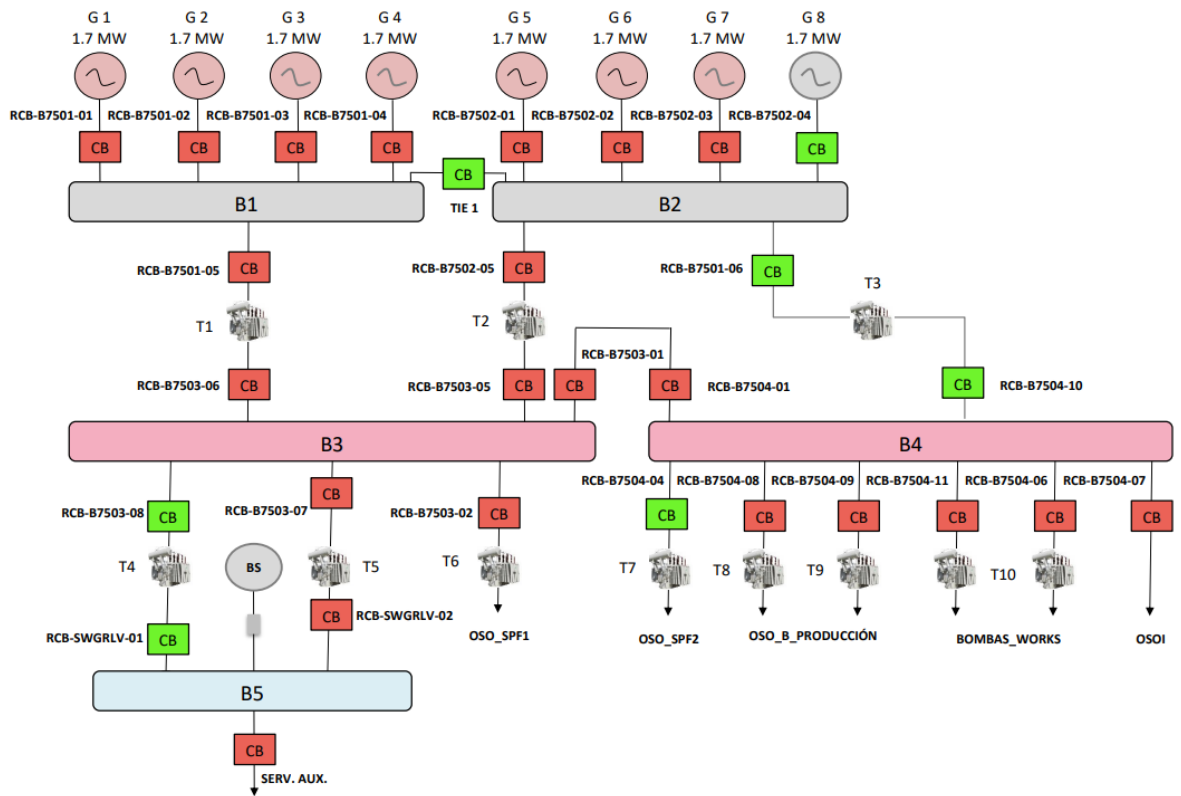 G 1 G 2 G 3 G 4 G 5 G 6 G 7 G 8
1.7 MW 1.7 MW 1.7 MW 1.7 MW 1.7 MW 1.7 MW 1.7 MW 1.7 MW
RCB-B7501-01 RCB-B7501-02 RCB-B7501-03 RCB-B7501-04 RCB-B7502-01 RCB-B7502-02 RCB-B7502-03 RCB-B7502-04
CB CB CB CB CB CB CB CB
CB
B1 TIE 1 B2
RCB-B7501-05 CB RCB-B7502-05 CB RCB-B7501-06 CB
T3
T1 T2
RCB-B7503-01
RCB-B7503-06 CB RCB-B7503-05 CB CB CB RCB-B7504-01 CB RCB-B7504-10
B3 B4
RCB-B7504-04 RCB-B7504-08 RCB-B7504-09 RCB-B7504-11 RCB-B7504-06 RCB-B7504-07
CB
RCB-B7503-08 CB RCB-B7503-07 RCB-B7503-02 CB CB CB CB CB CB CB
T4 BS T5 T6 T7 T8 T9 T10
CB RCB-SWGRLV-02
RCB-SWGRLV-01 CB OSO_SPF1 OSO_SPF2 OSO_B_PRODUCCIÓN BOMBAS_WORKS OSOI
B5
CB
SERV. AUX.